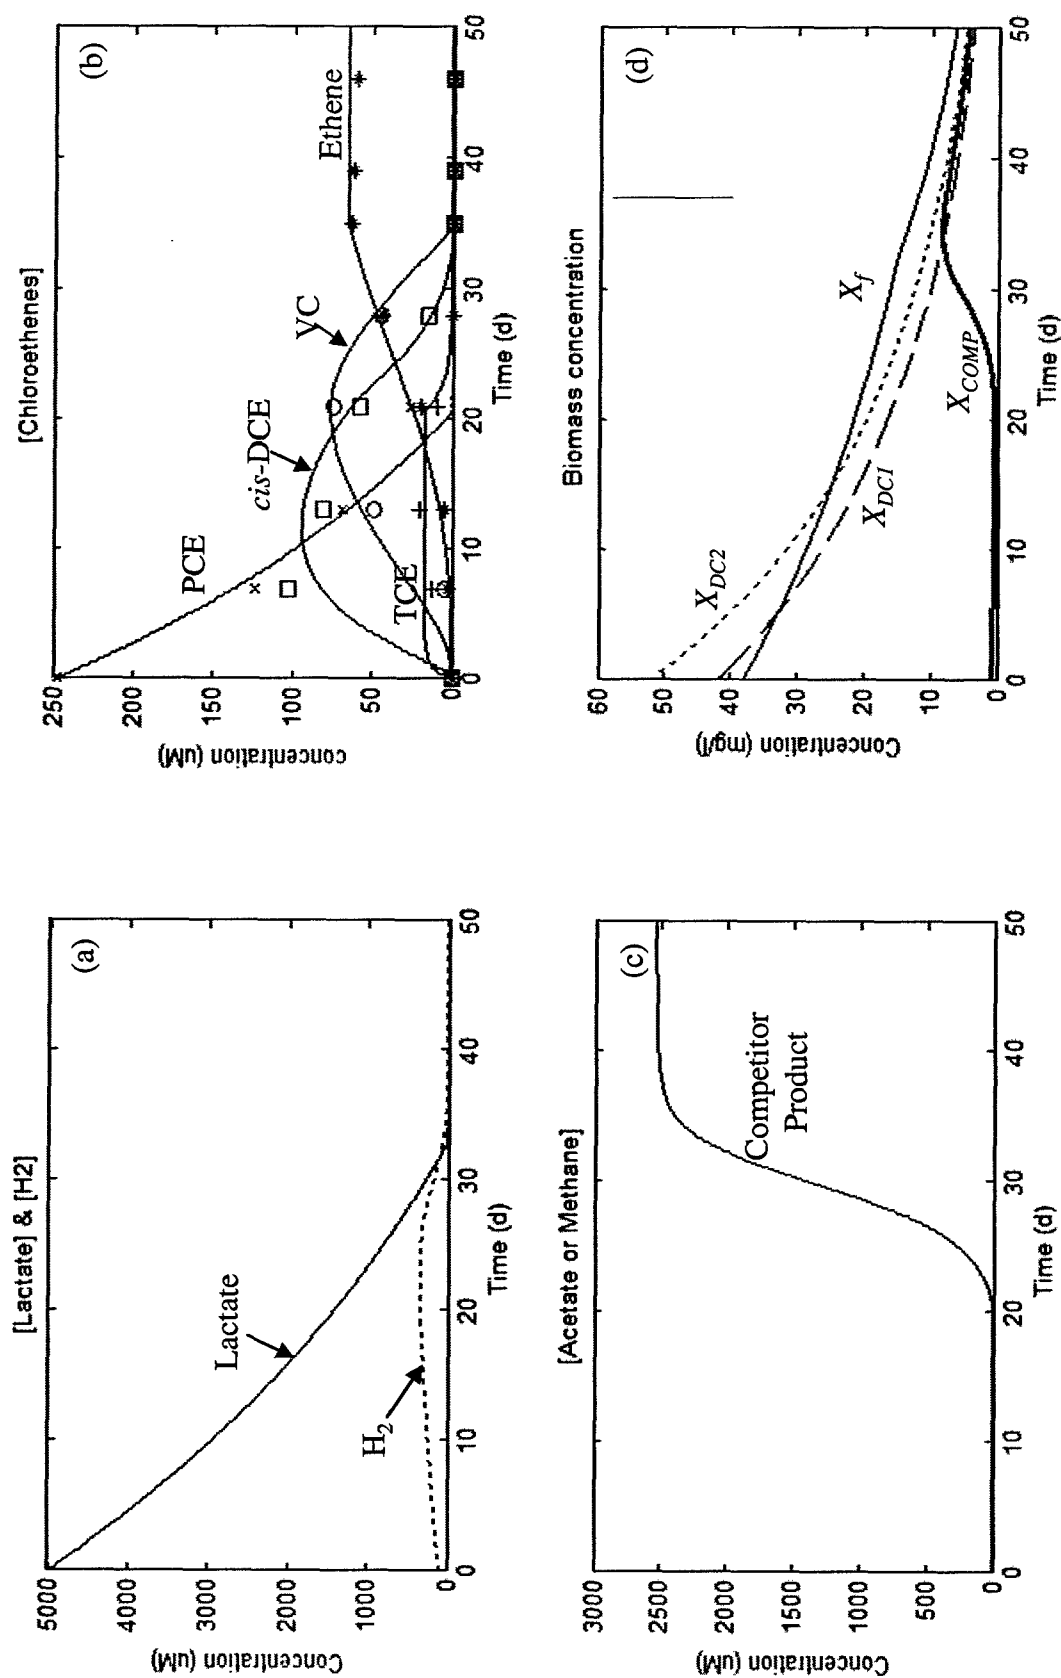 [Lactate] & [H2]
(a)
5000
4000
3000
2000
1000
0
Concentration (uM)
Lactate
H2
0
10
20
30
40
50
Time (d)
[Chloroethenes]
(b)
250
200
150
100
50
0
concentration (uM)
PCE
cis-DCE
VC
Ethene
TCE
0
10
20
30
40
50
Time (d)
[Acetate or Methane]
(c)
3000
2500
2000
1500
1000
500
0
Concentration (uM)
Competitor
Product
0
10
20
30
40
50
Time (d)
Biomass concentration
(d)
60
50
40
30
20
10
0
Concentration (mg/l)
XDC2
XDC1
Xf
XCOMP
0
10
20
30
40
50
Time (d)